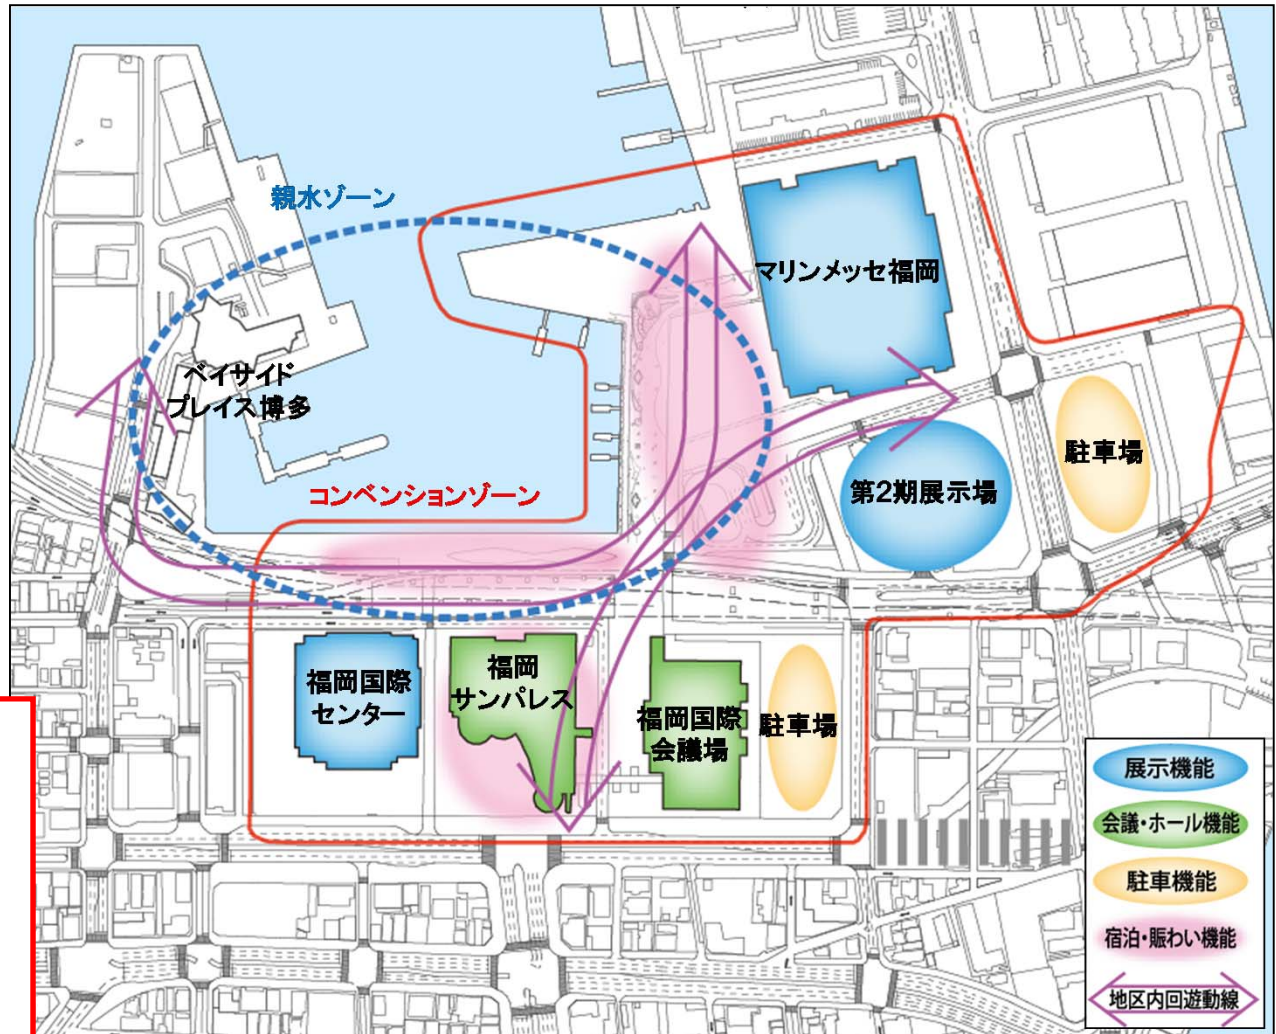 親水ゾーン
マリンメッセ福岡
ベイサイド
プレイス博多
駐車場
コンベンションゾーン
第2期展示場
福岡国際
センター
福岡
サンパレス
福岡国際
会議場
駐車場
展示機能
会議・ホール機能
駐車機能
宿泊・賑わい機能
地区内回遊動線